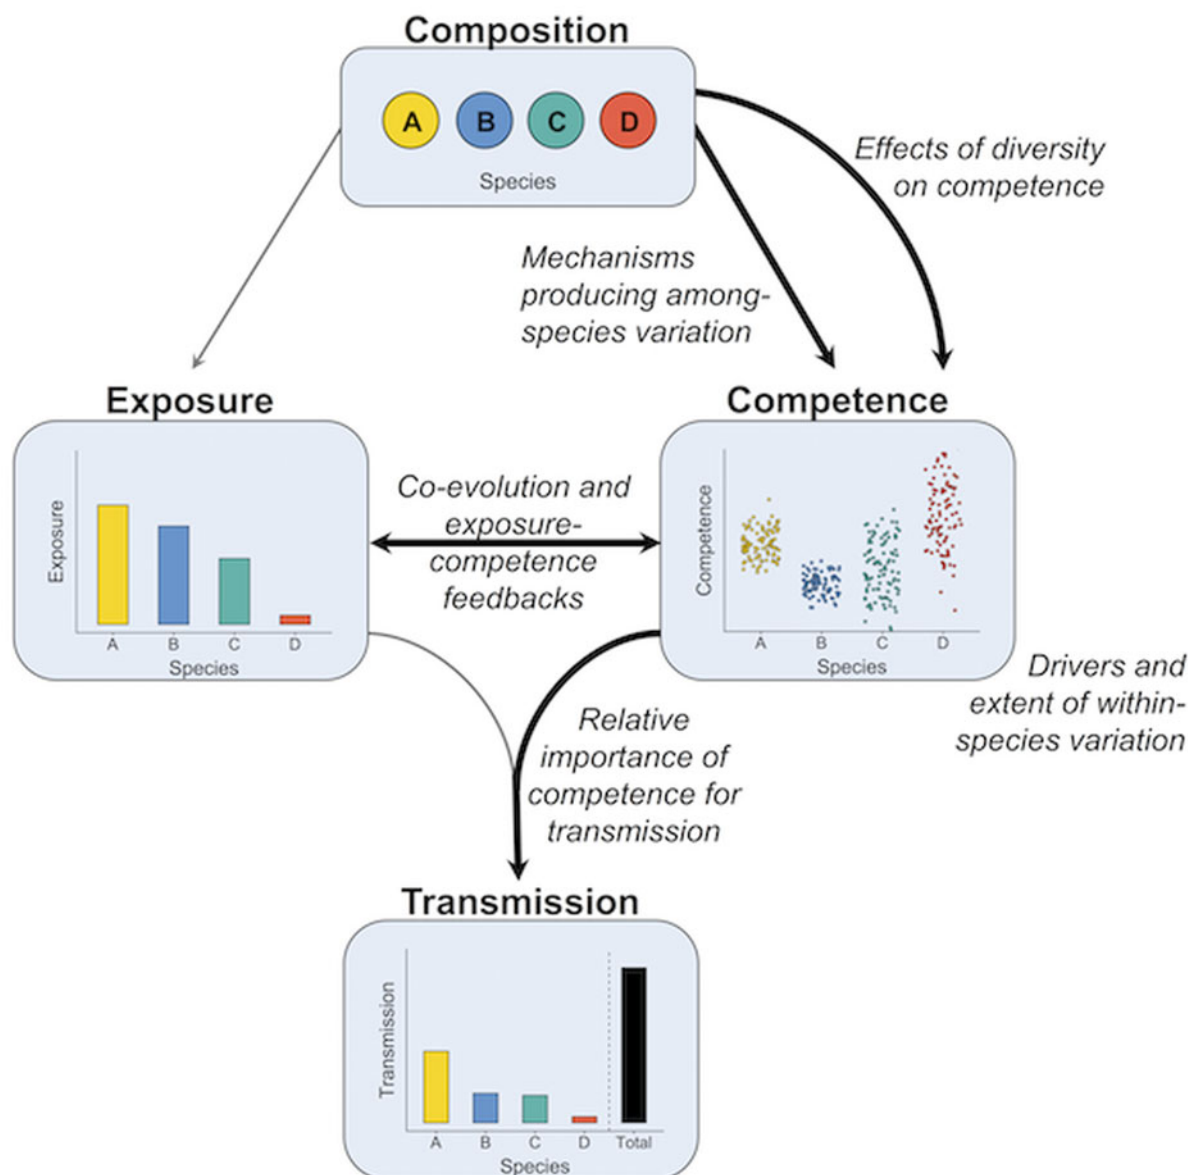 Composition
A B C D
Species
Effects of diversity
on competence
Mechanisms
producing among-
species variation
Exposure
Exposure
A B C D
Species
Co-evolution and
exposure-
competence
feedbacks
Competence
Competence
A B C D
Species
Drivers and
extent of within-
species variation
Relative
importance of
competence for
transmission
Transmission
Transmission
A B C D Total
Species